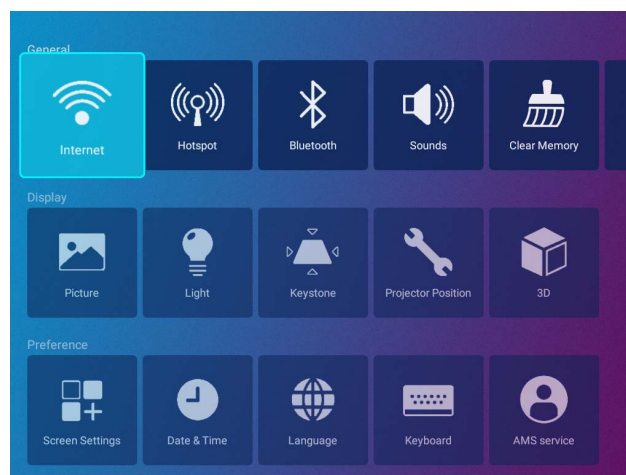 General
Internet
Hotspot
Bluetooth
Sounds
Clear Memory
Display
Picture
Light
Keystone
Projector Position
3D
Preference
Screen Settings
Date & Time
Language
Keyboard
AMS service